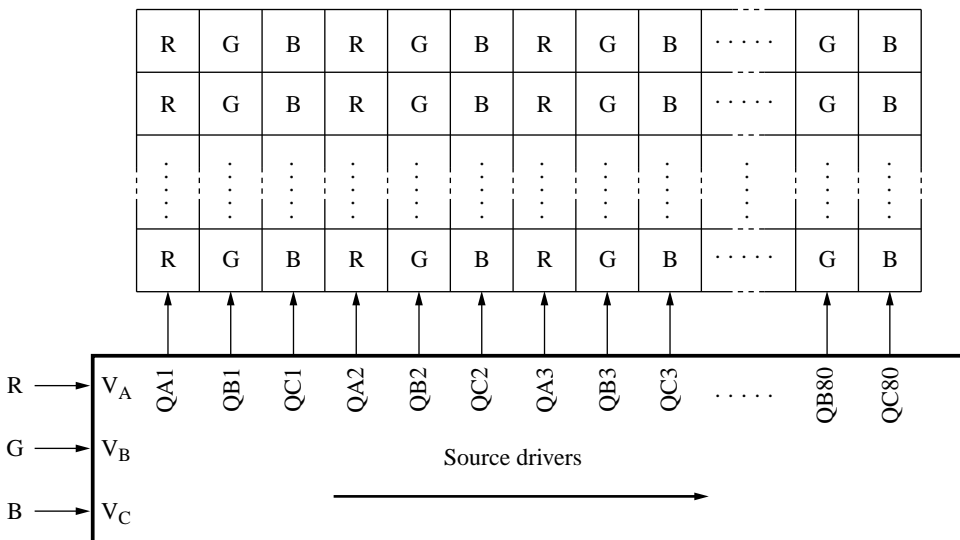 R G B R G B R G B ..... G B
R G B R G B R G B ..... G B
R G B R G B R G B ..... G B
R V_A QA1 QB1 QC1 QA2 QB2 QC2 QA3 QB3 QC3 ..... QB80 QC80
G V_B Source drivers
B V_C